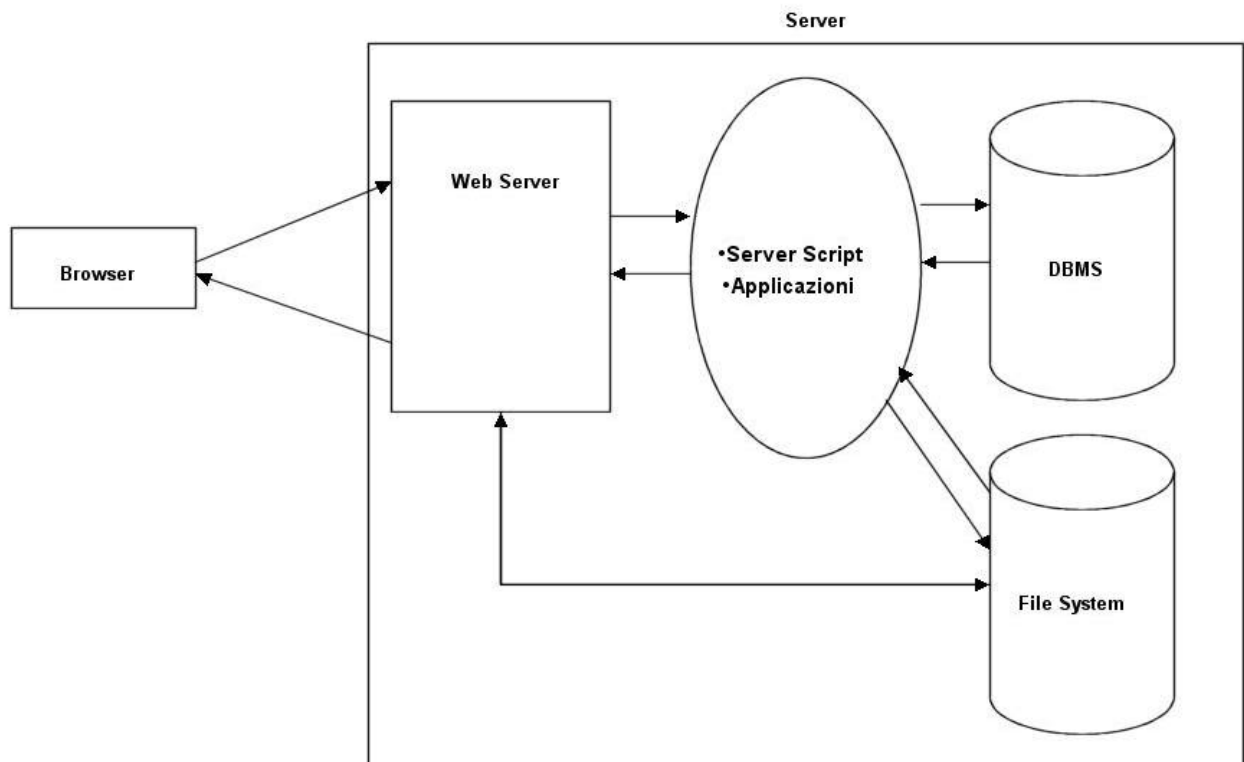 Server
Web Server
Browser
•Server Script
•Applicazioni
DBMS
File System